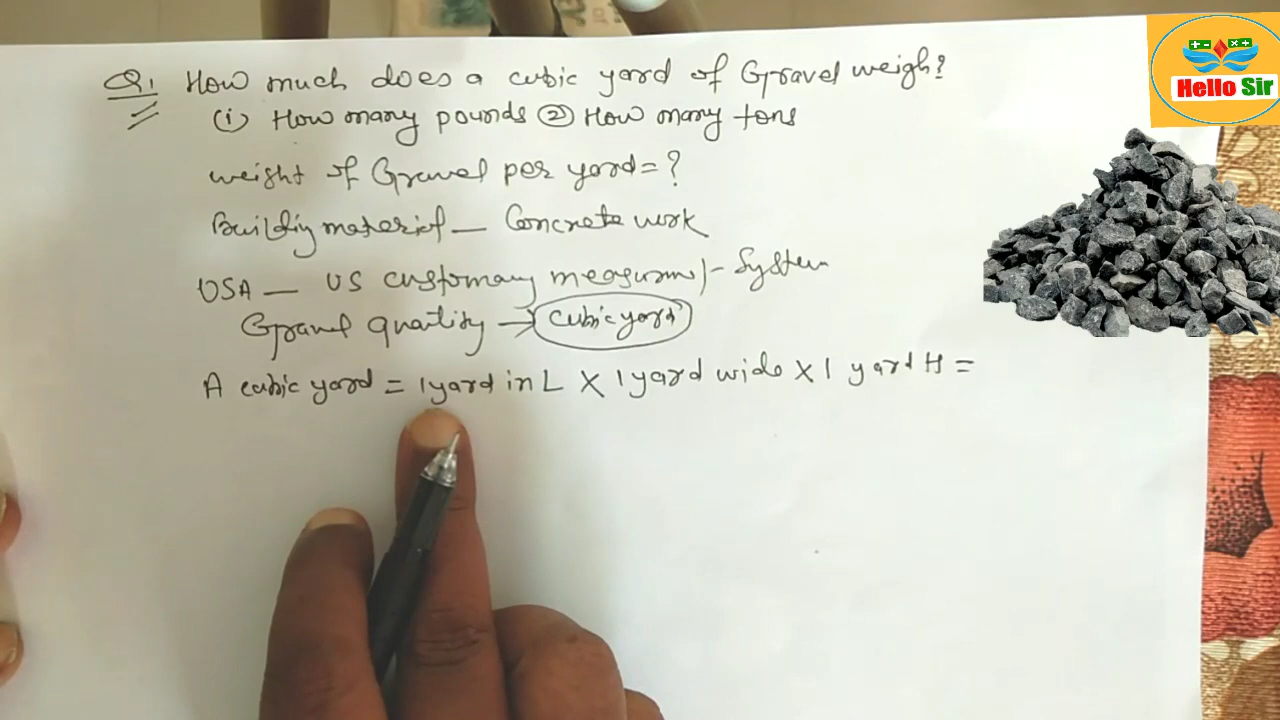 Q1 How much does a cubic yard of Gravel weigh?
(i) How many pounds (2) How many tons
weight of Gravel per yard = ?
Building material — Concrete work
USA — US customary measurement - System
Gravel quantity → cubic yard
A cubic yard = 1 yard in L X 1 yard wide X 1 yard H =
Hello Sir